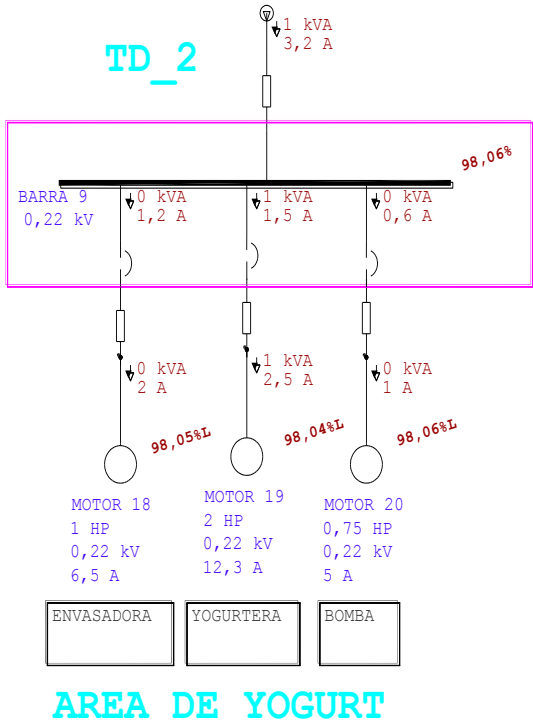 1 kVA
3,2 A
TD_2
98,06%
BARRA 9
0,22 kV
0 kVA
1,2 A
1 kVA
1,5 A
0 kVA
0,6 A
0 kVA
2 A
1 kVA
2,5 A
0 kVA
1 A
98,05%L
98,04%L
98,06%L
MOTOR 18
1 HP
0,22 kV
6,5 A
MOTOR 19
2 HP
0,22 kV
12,3 A
MOTOR 20
0,75 HP
0,22 kV
5 A
ENVASADORA
YOGURTERA
BOMBA
AREA DE YOGURT